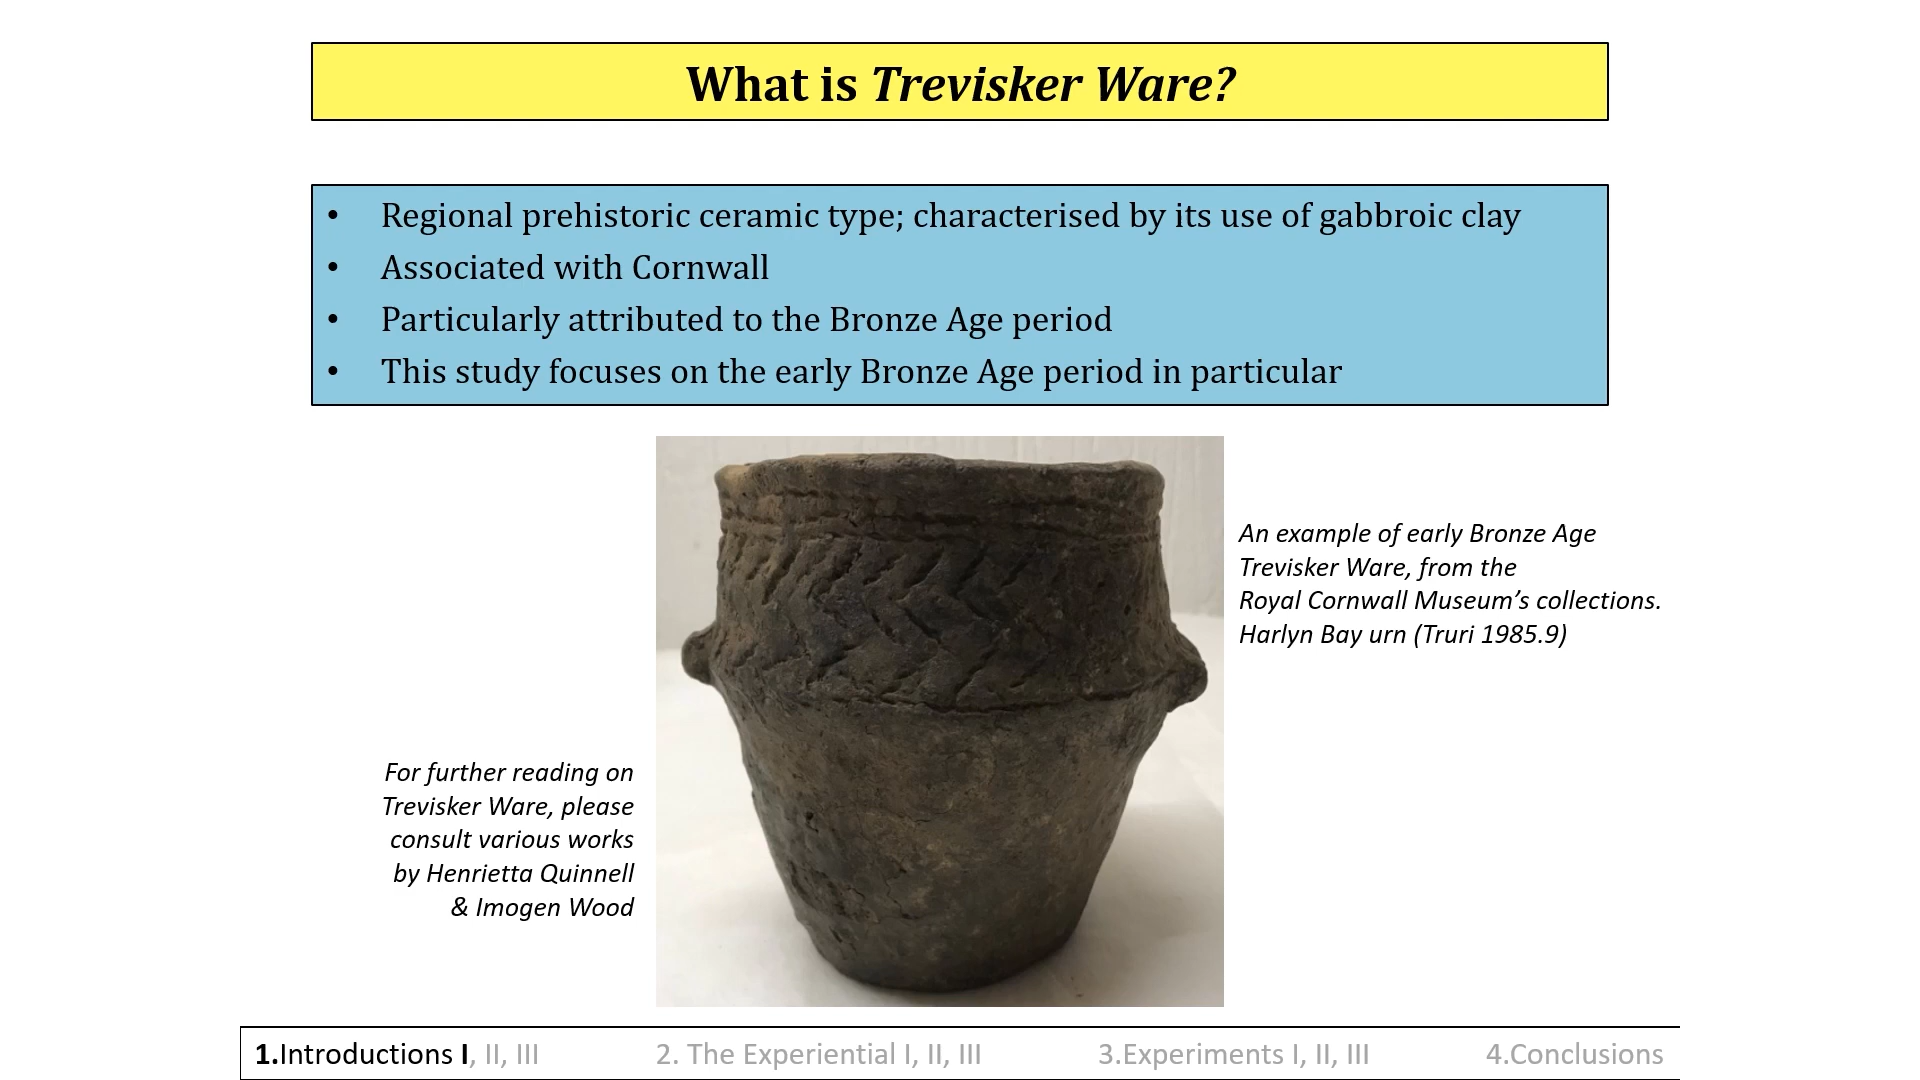 What is Trevisker Ware?
• Regional prehistoric ceramic type; characterised by its use of gabbroic clay
• Associated with Cornwall
• Particularly attributed to the Bronze Age period
• This study focuses on the early Bronze Age period in particular
An example of early Bronze Age
Trevisker Ware, from the
Royal Cornwall Museum’s collections.
Harlyn Bay urn (Truri 1985.9)
For further reading on
Trevisker Ware, please
consult various works
by Henrietta Quinnell
& Imogen Wood
1.Introductions I, II, III 2. The Experiential I, II, III 3.Experiments I, II, III 4.Conclusions